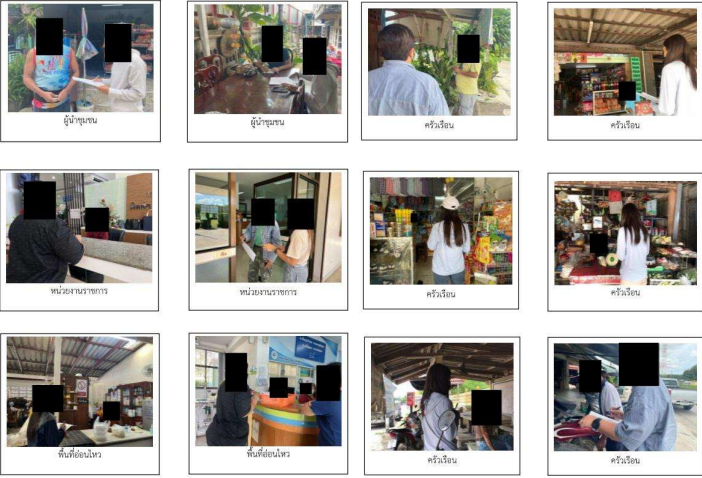 ผู้นำชุมชน
ผู้นำชุมชน
ครัวเรือน
ครัวเรือน
หน่วยงานราชการ
หน่วยงานราชการ
ครัวเรือน
ครัวเรือน
พื้นที่อ่อนไหว
พื้นที่อ่อนไหว
ครัวเรือน
ครัวเรือน